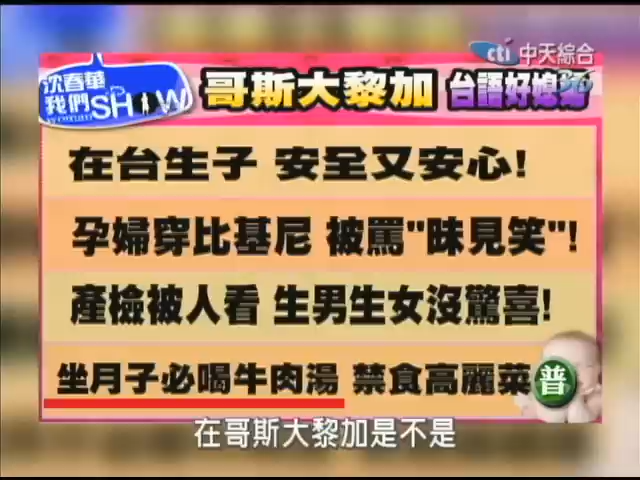 沈春華
我們SHOW
中天綜合
哥斯大黎加 台語好媳婦
在台生子 安全又安心!
孕婦穿比基尼 被罵"昧見笑"!
產檢被人看 生男生女沒驚喜!
坐月子必喝牛肉湯 禁食高麗菜
普
在哥斯大黎加是不是